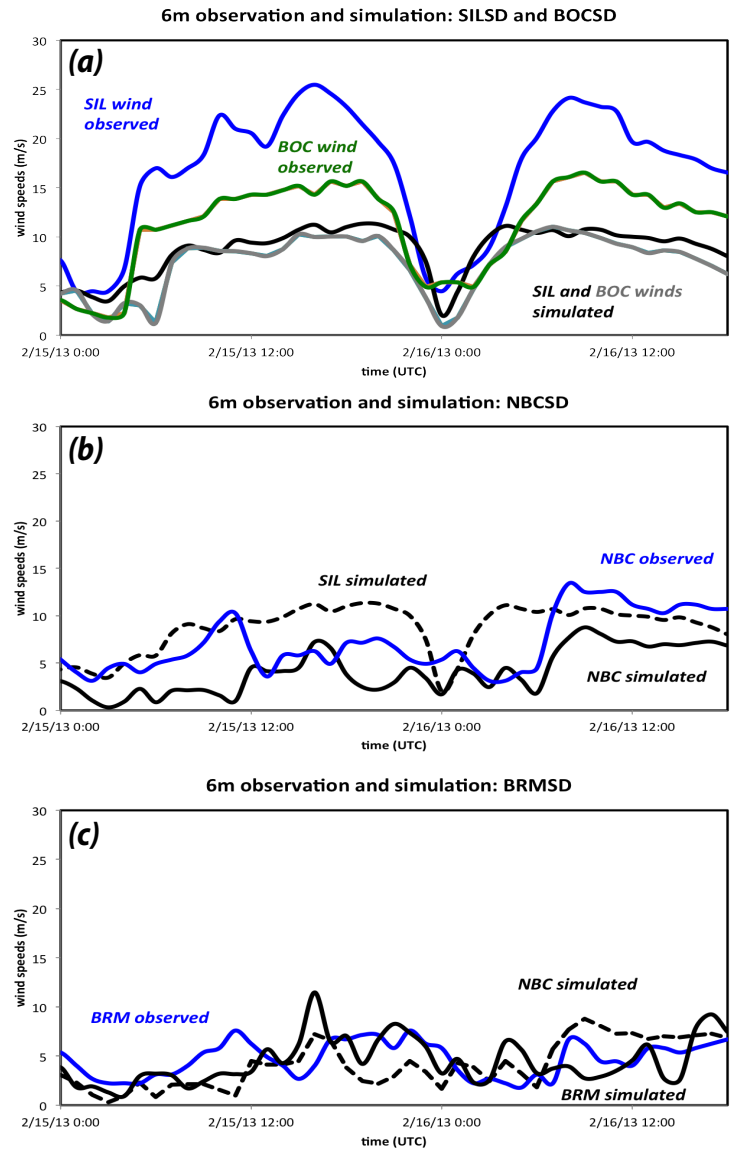 6m observation and simulation: SILSD and BOCSD
(a)
30
25
20
15
10
5
0
wind speeds (m/s)
SIL wind
observed
BOC wind
observed
SIL and BOC winds
simulated
2/15/13 0:00
2/15/13 12:00
2/16/13 0:00
2/16/13 12:00
time (UTC)
6m observation and simulation: NBCSD
(b)
30
25
20
15
10
5
0
wind speeds (m/s)
SIL simulated
NBC observed
NBC simulated
2/15/13 0:00
2/15/13 12:00
2/16/13 0:00
2/16/13 12:00
time (UTC)
6m observation and simulation: BRMSD
(c)
30
25
20
15
10
5
0
wind speeds (m/s)
BRM observed
NBC simulated
BRM simulated
2/15/13 0:00
2/15/13 12:00
2/16/13 0:00
2/16/13 12:00
time (UTC)